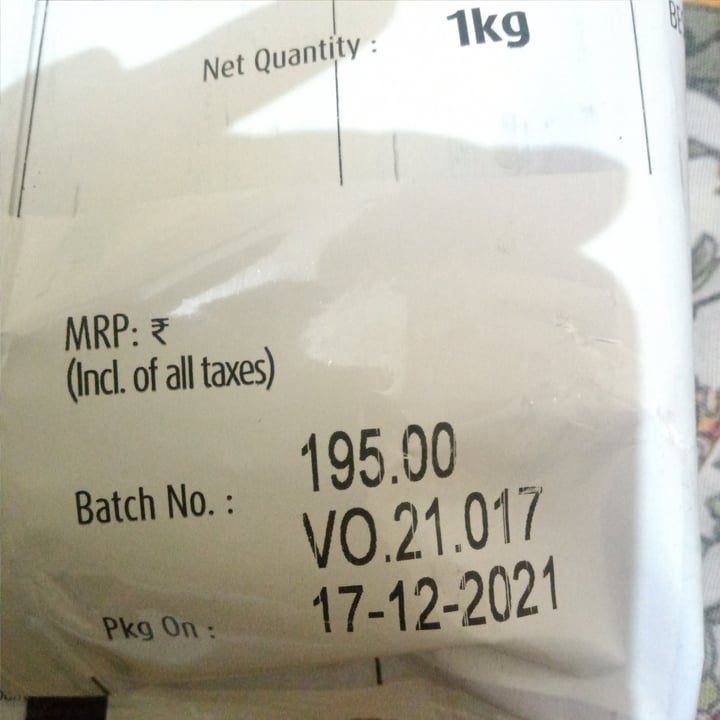 Net Quantity : 1kg
MRP: ₹
(Incl. of all taxes)
195.00
Batch No. : VO.21.017
Pkg On : 17-12-2021